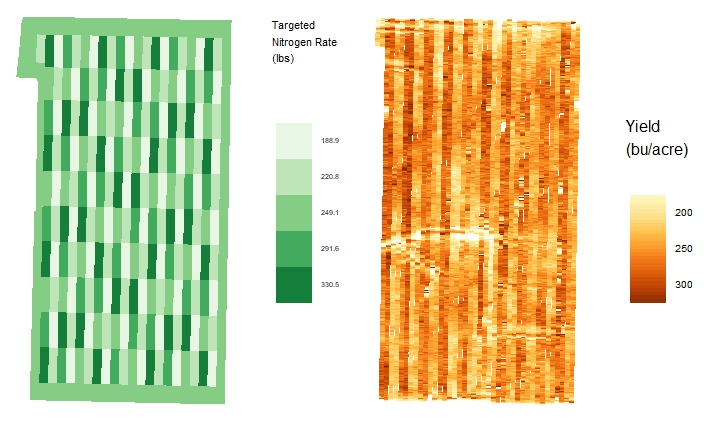 Targeted
Nitrogen Rate
(lbs)
188.9
220.8
249.1
291.6
330.5
Yield
(bu/acre)
200
250
300